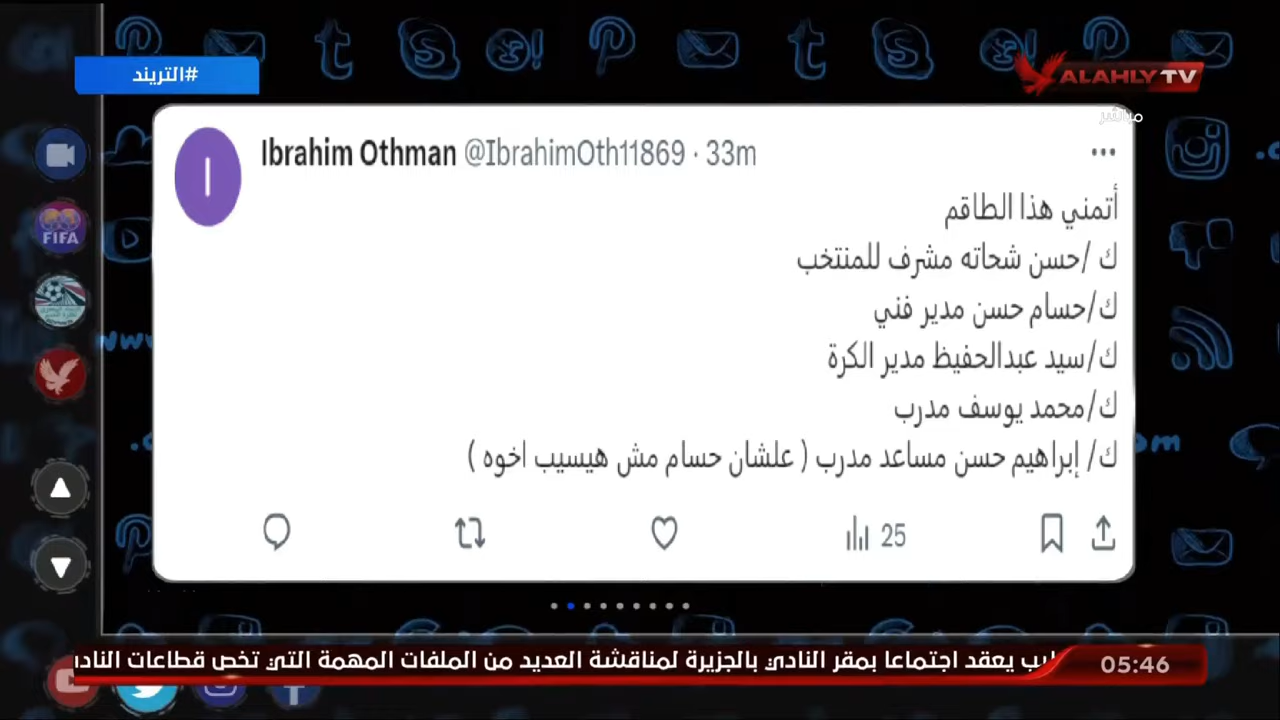 #التريند
ALAHLY TV
مباشر
Ibrahim Othman @IbrahimOth11869 · 33m
أتمني هذا الطاقم
ك /حسن شحاته مشرف للمنتخب
ك/حسام حسن مدير فني
ك/سيد عبدالحفيظ مدير الكرة
ك/محمد يوسف مدرب
ك/ إبراهيم حسن مساعد مدرب ( علشان حسام مش هيسيب اخوه )
25
FIFA
يعقد اجتماعا بمقر النادي بالجزيرة لمناقشة العديد من الملفات المهمة التي تخص قطاعات
05:46